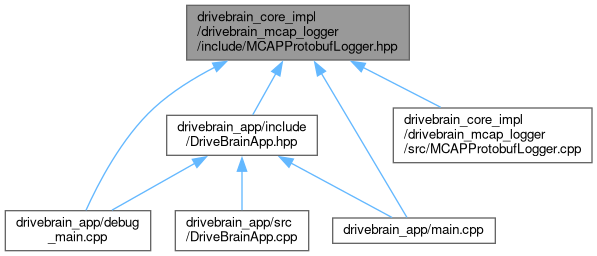 drivebrain_core_impl
/drivebrain_mcap_logger
/include/MCAPProtobufLogger.hpp
drivebrain_app/include
/DriveBrainApp.hpp
drivebrain_core_impl
/drivebrain_mcap_logger
/src/MCAPProtobufLogger.cpp
drivebrain_app/debug
_main.cpp
drivebrain_app/src
/DriveBrainApp.cpp
drivebrain_app/main.cpp